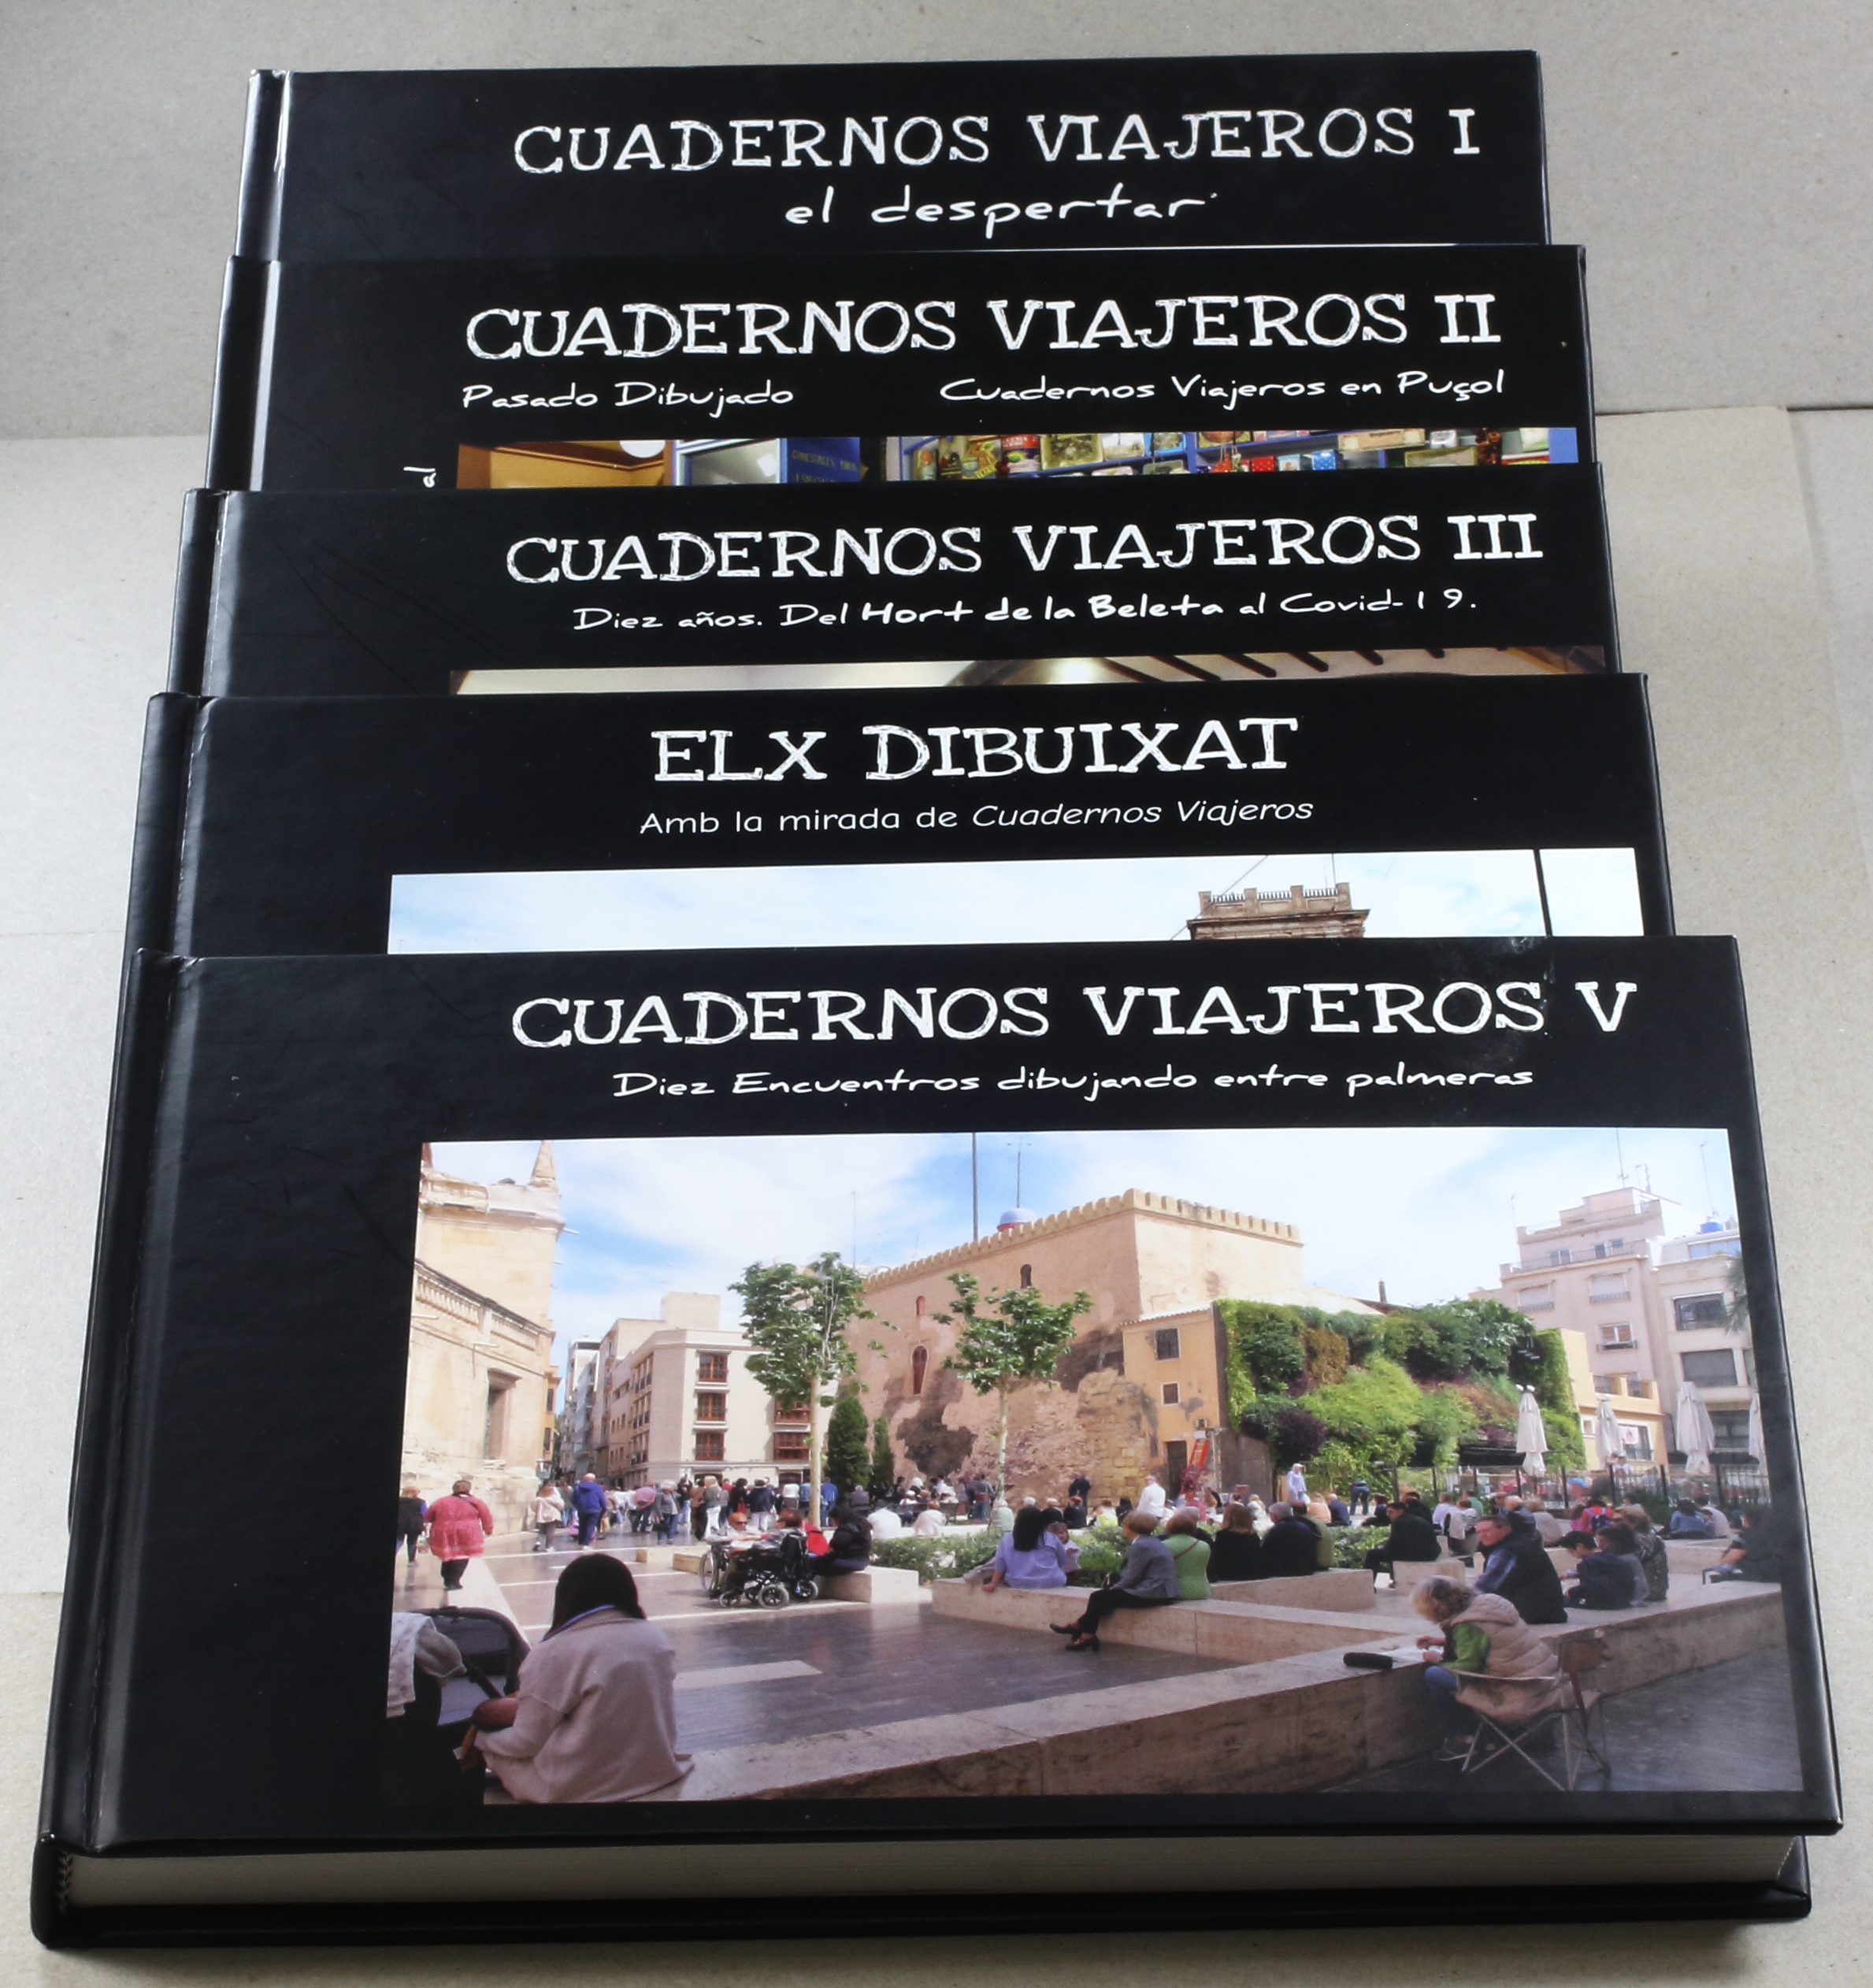 CUADERNOS VIAJEROS I
el despertar
CUADERNOS VIAJEROS II
Pasado Dibujado
Cuadernos Viajeros en Puçol
CUADERNOS VIAJEROS III
Diez años. Del Hort de la Beleta al Covid-19.
ELX DIBUIXAT
Amb la mirada de Cuadernos Viajeros
CUADERNOS VIAJEROS V
Diez Encuentros dibujando entre palmeras